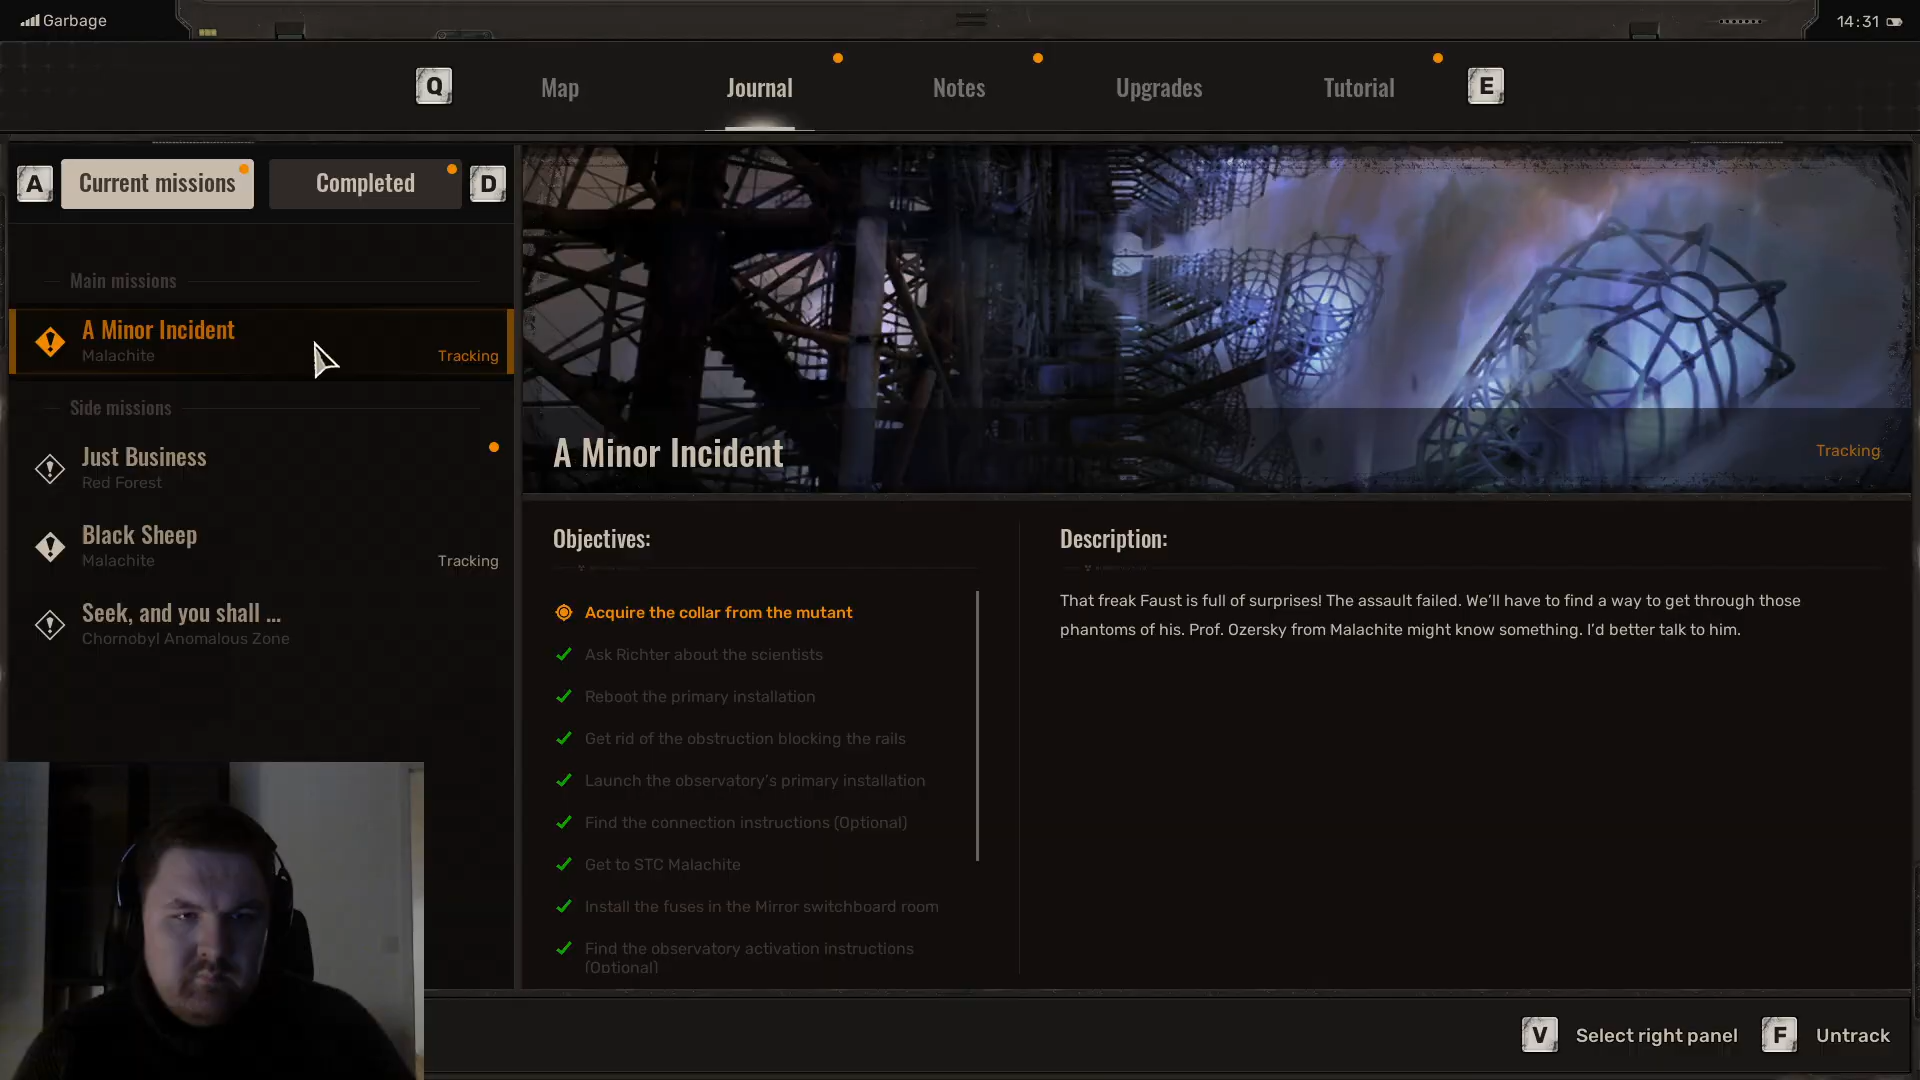 Garbage
14:31
Q
Map
Journal
Notes
Upgrades
Tutorial
E
A
Current missions
Completed
D
Main missions
A Minor Incident
Malachite
Tracking
Side missions
Just Business
Red Forest
Black Sheep
Malachite
Tracking
Seek, and you shall ...
Chornobyl Anomalous Zone
A Minor Incident
Tracking
Objectives:
Acquire the collar from the mutant
Ask Richter about the scientists
Reboot the primary installation
Get rid of the obstruction blocking the rails
Launch the observatory's primary installation
Find the connection instructions (Optional)
Get to STC Malachite
Install the fuses in the Mirror switchboard room
Find the observatory activation instructions
(Optional)
Description:
That freak Faust is full of surprises! The assault failed. We'll have to find a way to get through those
phantoms of his. Prof. Ozersky from Malachite might know something. I'd better talk to him.
V
Select right panel
F
Untrack